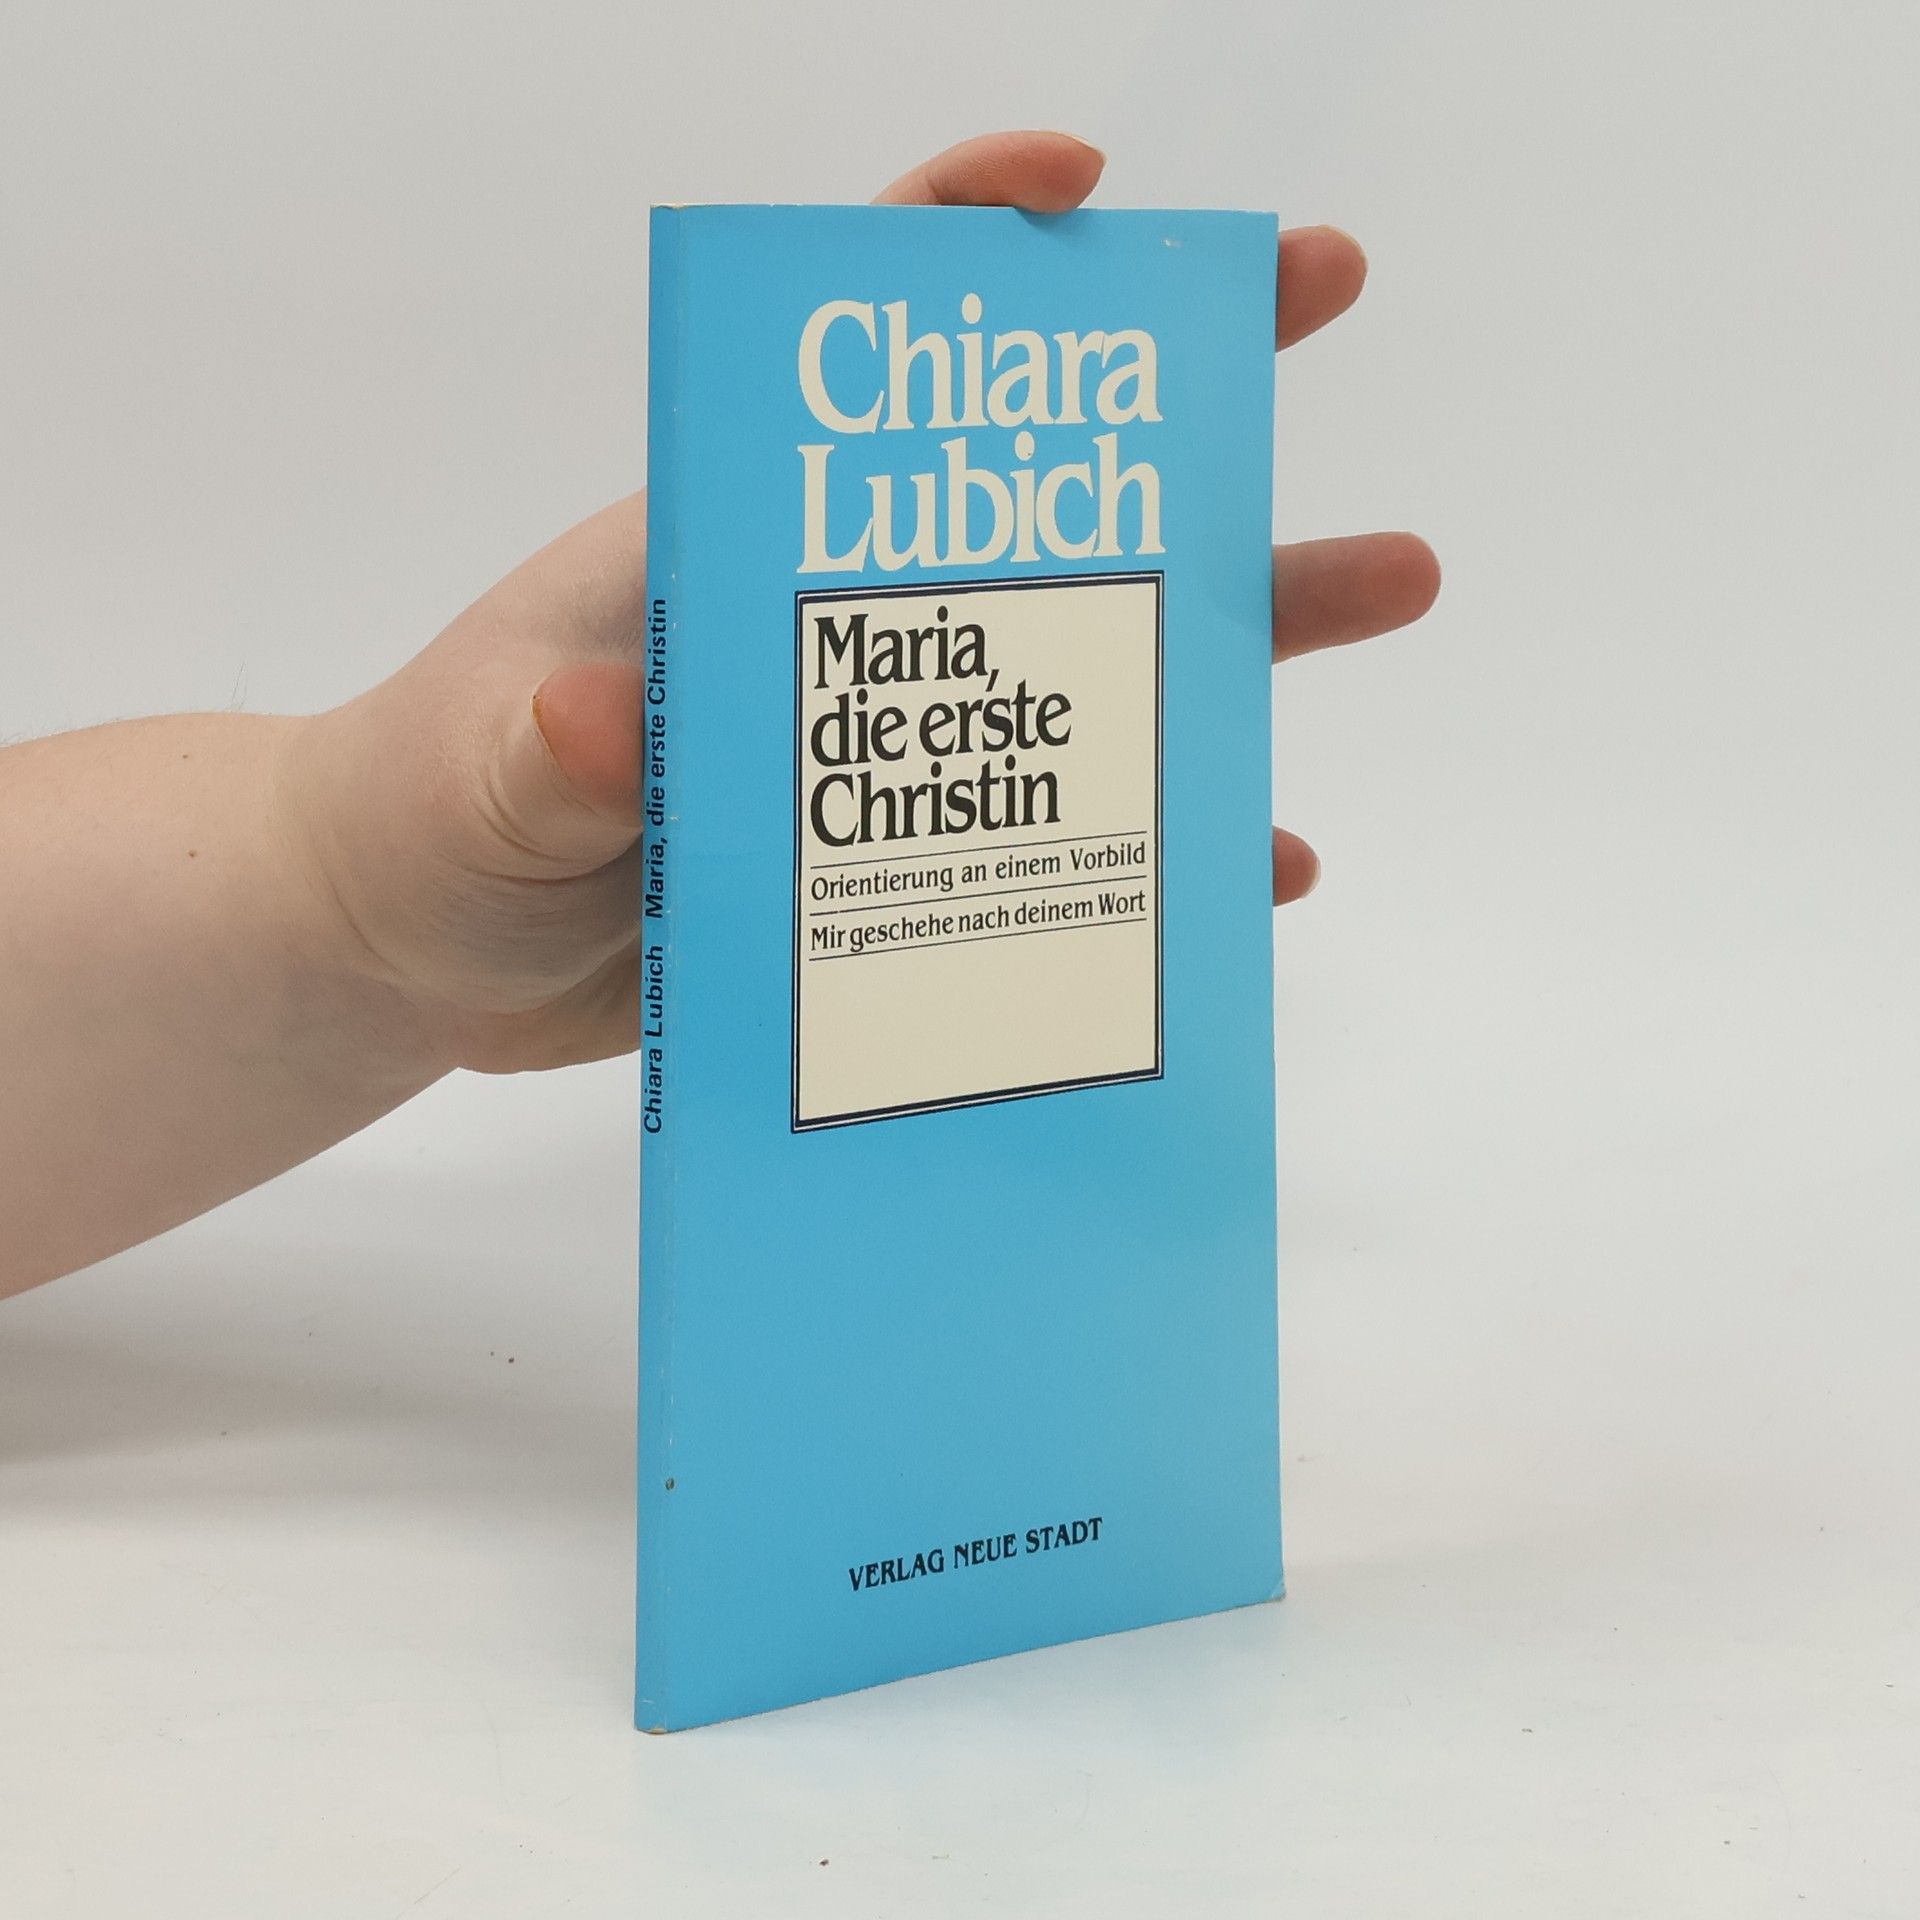 Chiara
Lubich
Maria,
die erste
Christin
Orientierung an einem Vorbild
Mir geschehe nach deinem Wort
VERLAG NEUE STADT
Chiara Lubich Maria, die erste Christin